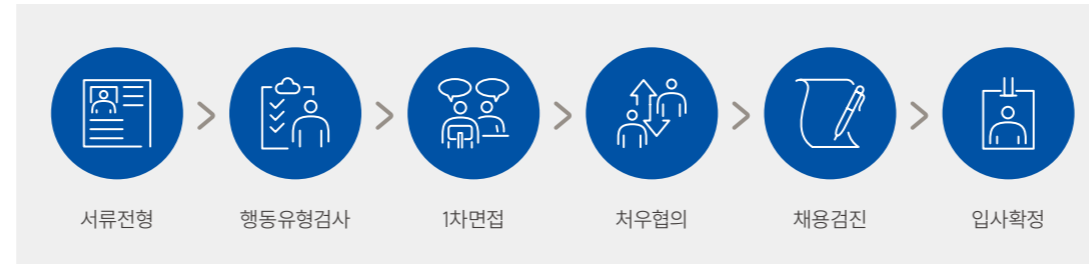 서류전형
행동유형검사
1차면접
처우협의
채용검진
입사확정